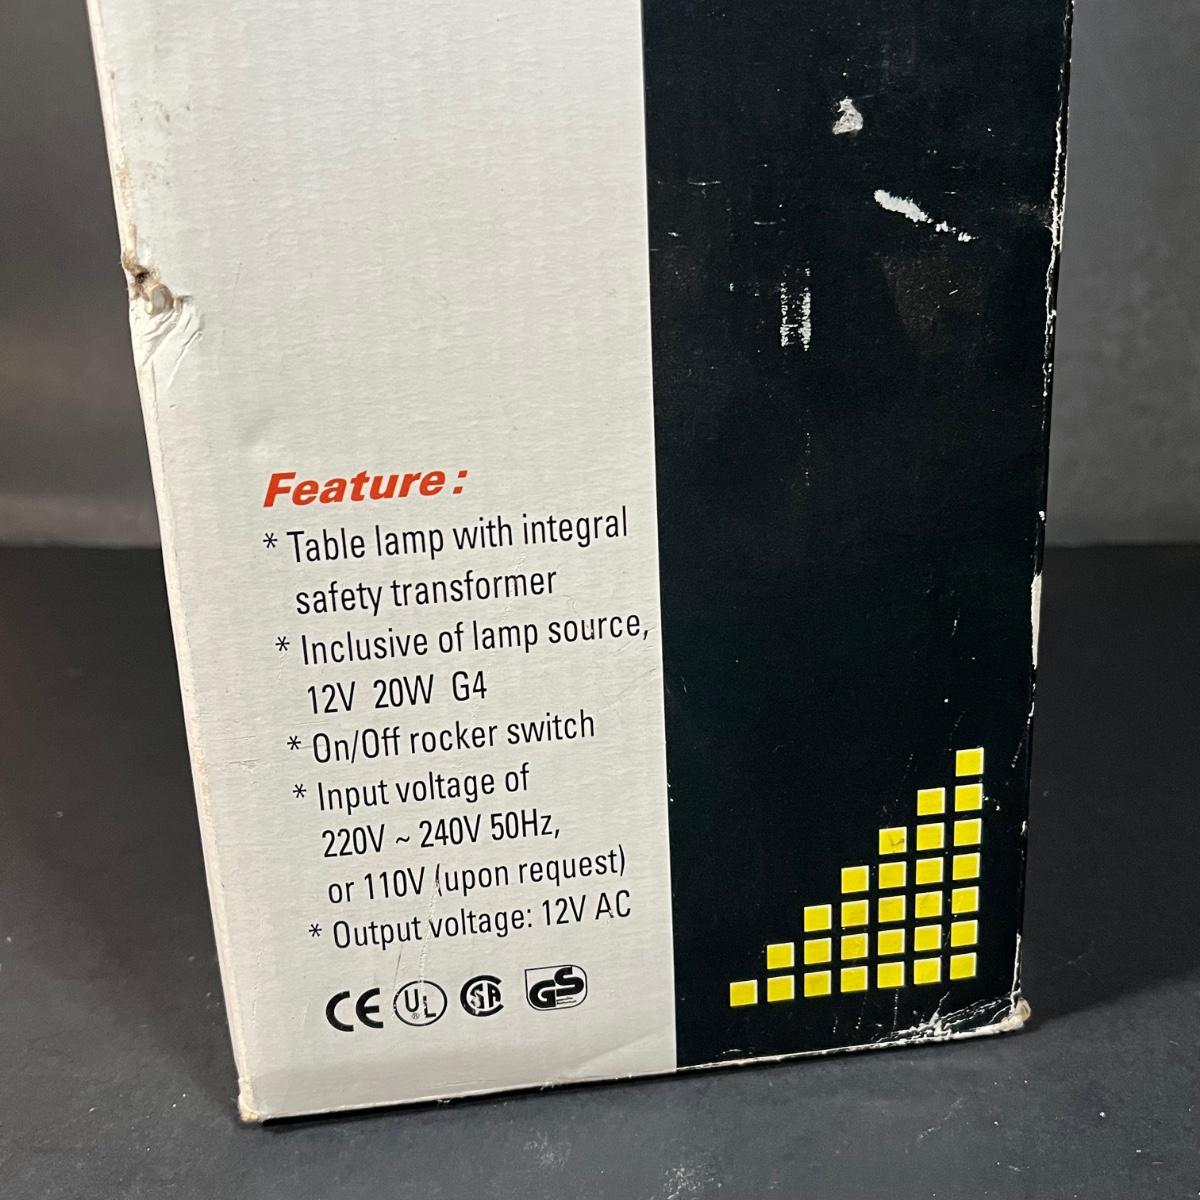 Feature:
* Table lamp with integral
safety transformer
* Inclusive of lamp source,
12V 20W G4
* On/Off rocker switch
* Input voltage of
220V ~ 240V 50Hz,
or 110V (upon request)
* Output voltage: 12V AC
CE UL® SA GS